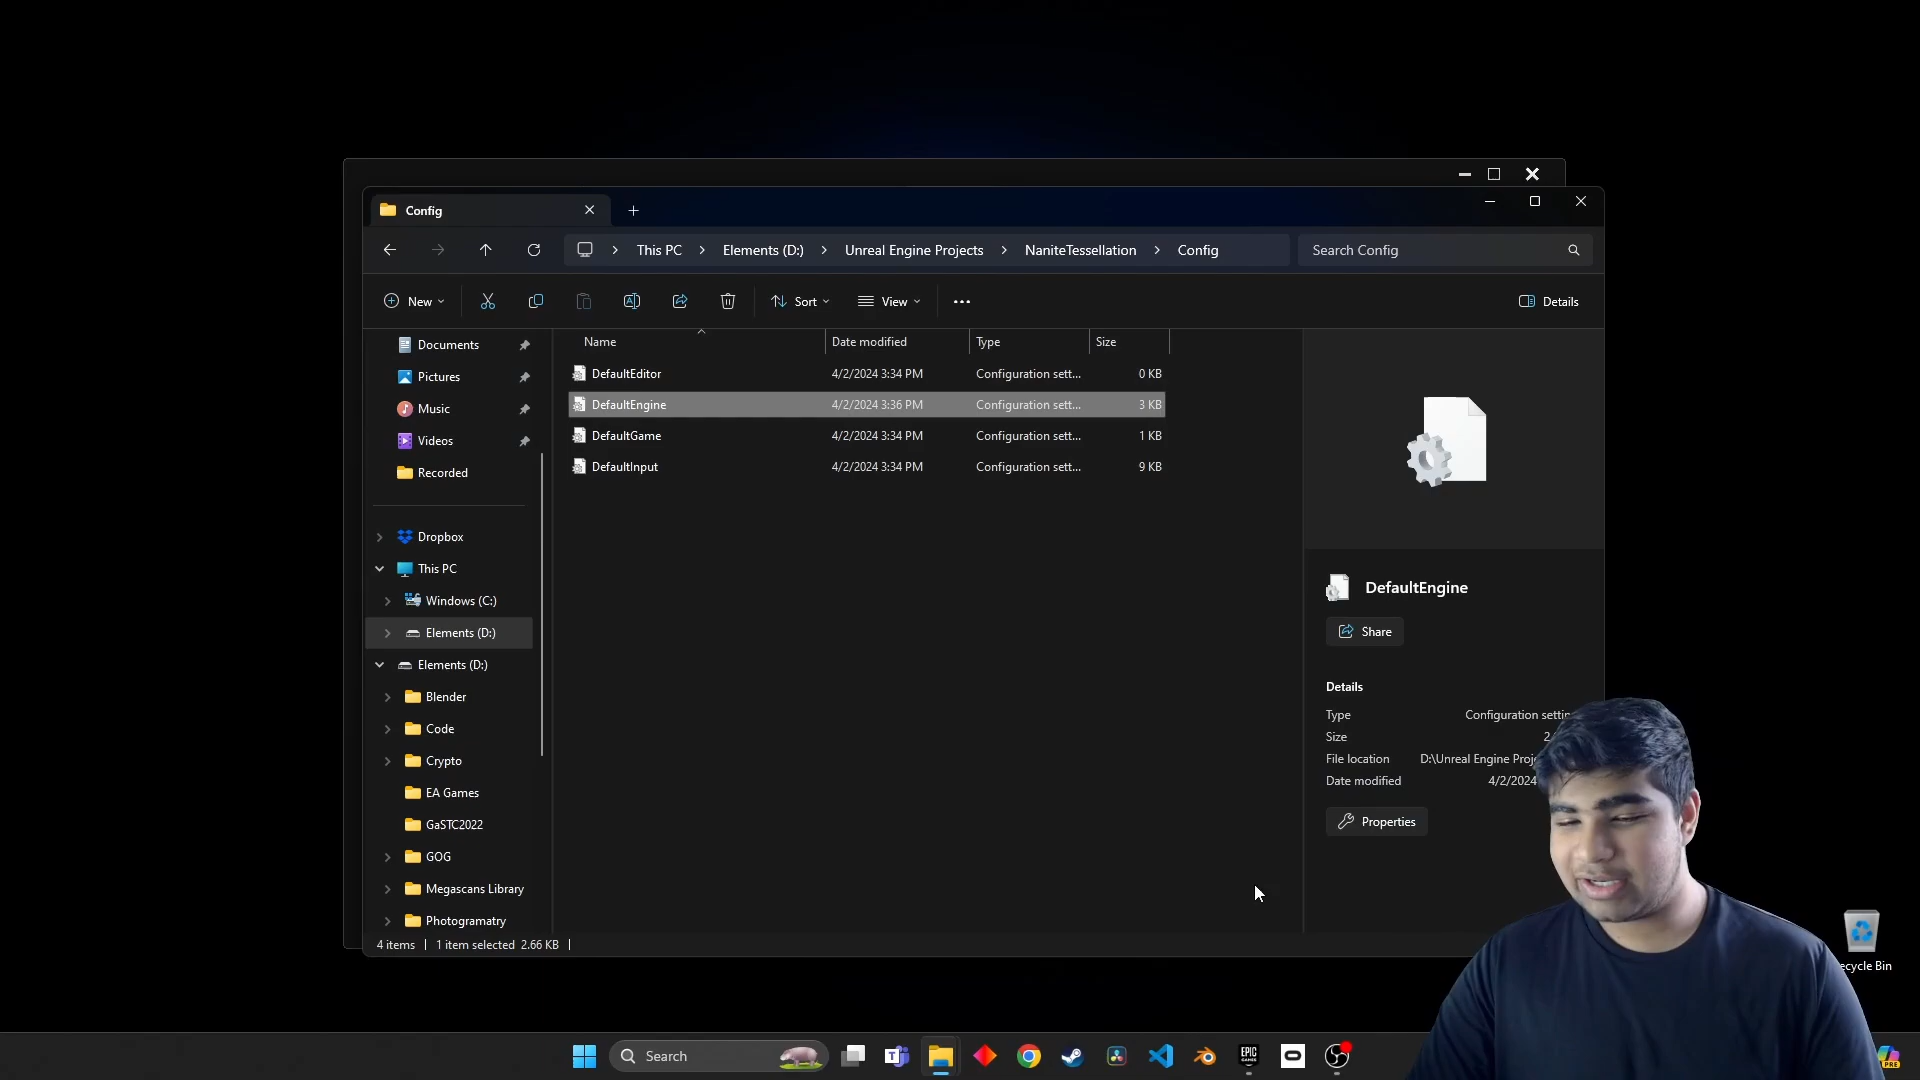 Config
This PC > Elements (D:) > Unreal Engine Projects > NaniteTessellation > Config
Search Config
New
Sort
View
Details
Documents
Pictures
Music
Videos
Recorded
Dropbox
This PC
Windows (C:)
Elements (D:)
Elements (D:)
Blender
Code
Crypto
EA Games
GaSTC2022
GOG
Megascans Library
Photogramatry
Name Date modified Type Size
DefaultEditor 4/2/2024 3:34 PM Configuration sett... 0 KB
DefaultEngine 4/2/2024 3:36 PM Configuration sett... 3 KB
DefaultGame 4/2/2024 3:34 PM Configuration sett... 1 KB
DefaultInput 4/2/2024 3:34 PM Configuration sett... 9 KB
DefaultEngine
Share
Details
Type Configuration settin
Size 2
File location D:\Unreal Engine Proj
Date modified 4/2/2024
Properties
4 items | 1 item selected 2.66 KB |
ecycle Bin
Search
EPIC GAMES
PRE